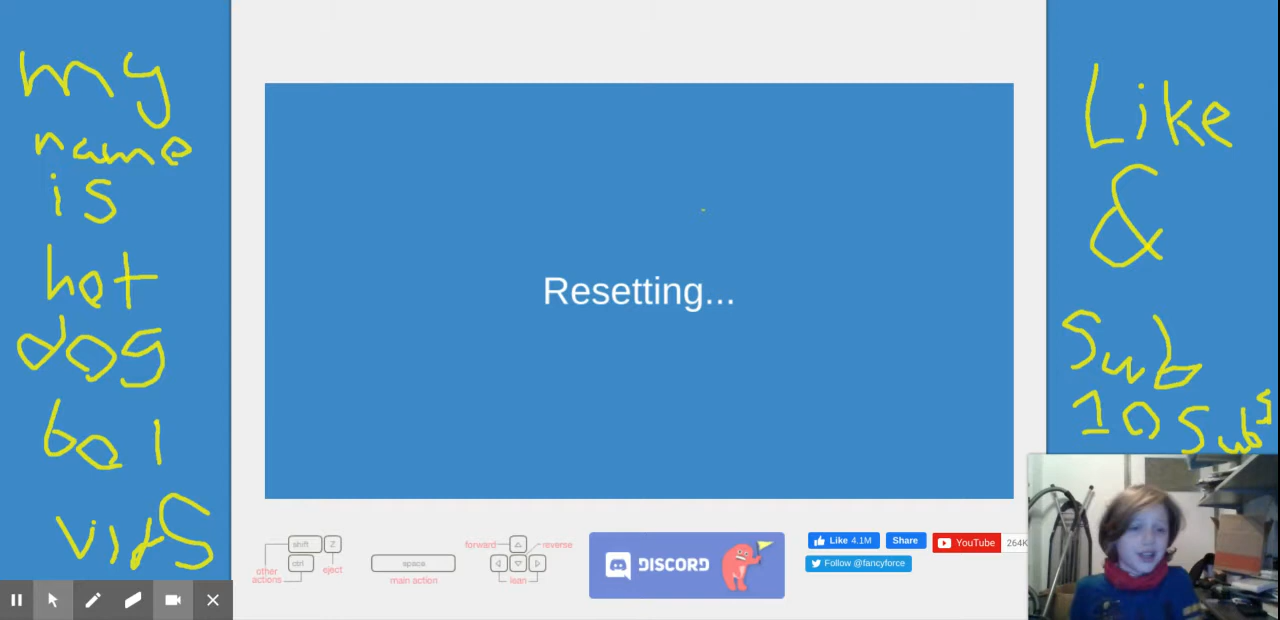 my
name
is
hot
dog
boi
vids
Resetting...
Like
&
Sub
10 Subs
shift
Z
ctrl
other
actions
eject
space
main action
forward
reverse
lean
DISCORD
Like 4.1M
Share
YouTube
264K
Follow @fancyforce